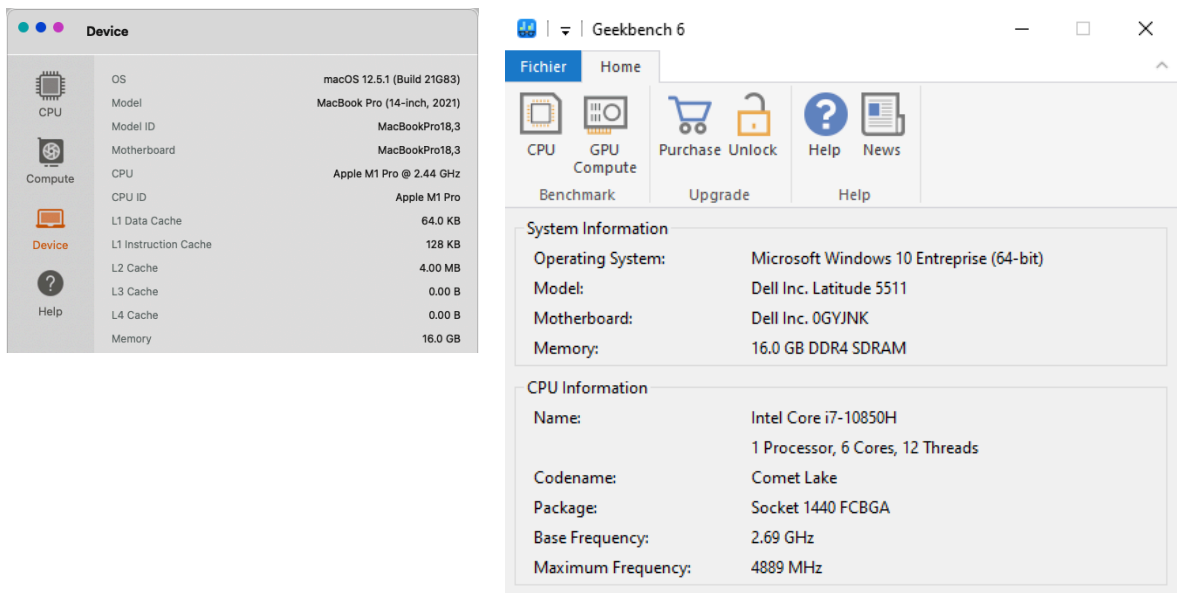 Device
CPU
Compute
Device
Help
OS macOS 12.5.1 (Build 21G83)
Model MacBook Pro (14-inch, 2021)
Model ID MacBookPro18,3
Motherboard MacBookPro18,3
CPU Apple M1 Pro @ 2.44 GHz
CPU ID Apple M1 Pro
L1 Data Cache 64.0 KB
L1 Instruction Cache 128 KB
L2 Cache 4.00 MB
L3 Cache 0.00 B
L4 Cache 0.00 B
Memory 16.0 GB
Geekbench 6
Fichier Home
CPU GPU Compute Purchase Unlock Help News
Benchmark Upgrade Help
System Information
Operating System: Microsoft Windows 10 Entreprise (64-bit)
Model: Dell Inc. Latitude 5511
Motherboard: Dell Inc. 0GYJNK
Memory: 16.0 GB DDR4 SDRAM
CPU Information
Name: Intel Core i7-10850H
1 Processor, 6 Cores, 12 Threads
Codename: Comet Lake
Package: Socket 1440 FCBGA
Base Frequency: 2.69 GHz
Maximum Frequency: 4889 MHz